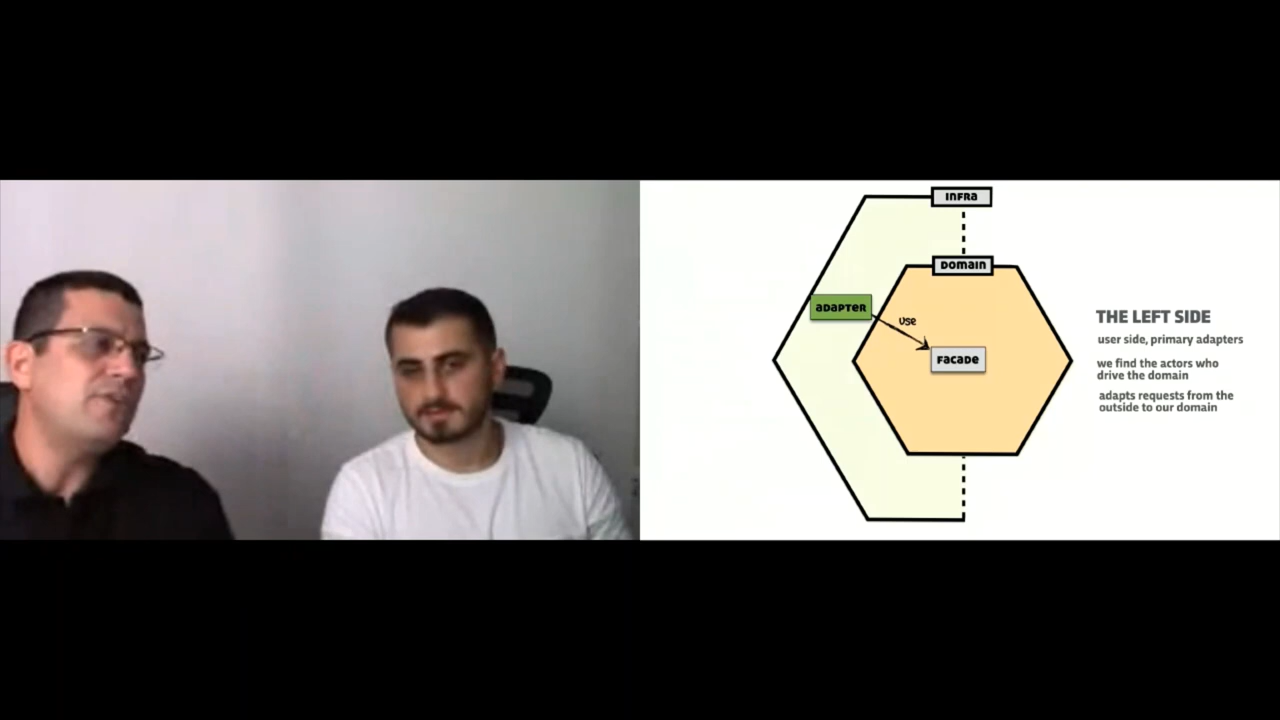 INFRA
DOMAIN
ADAPTER
USE
FACADE
THE LEFT SIDE
user side, primary adapters
we find the actors who
drive the domain
adapts requests from the
outside to our domain